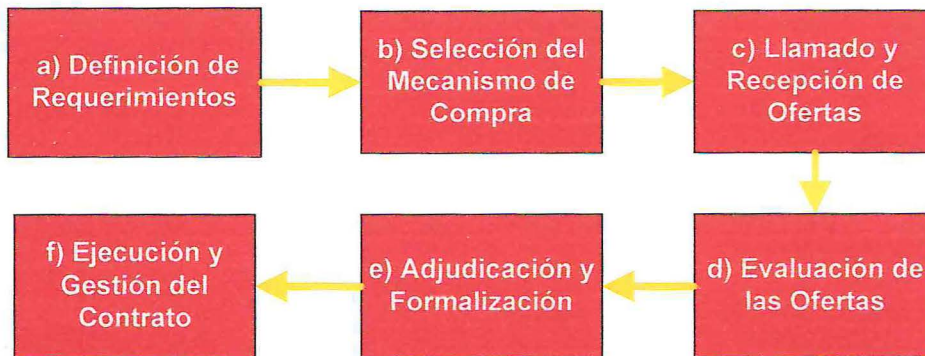 a) Definición de
Requerimientos
b) Selección del
Mecanismo de
Compra
c) Llamado y
Recepción de
Ofertas
d) Evaluación de
las Ofertas
e) Adjudicación y
Formalización
f) Ejecución y
Gestión del
Contrato